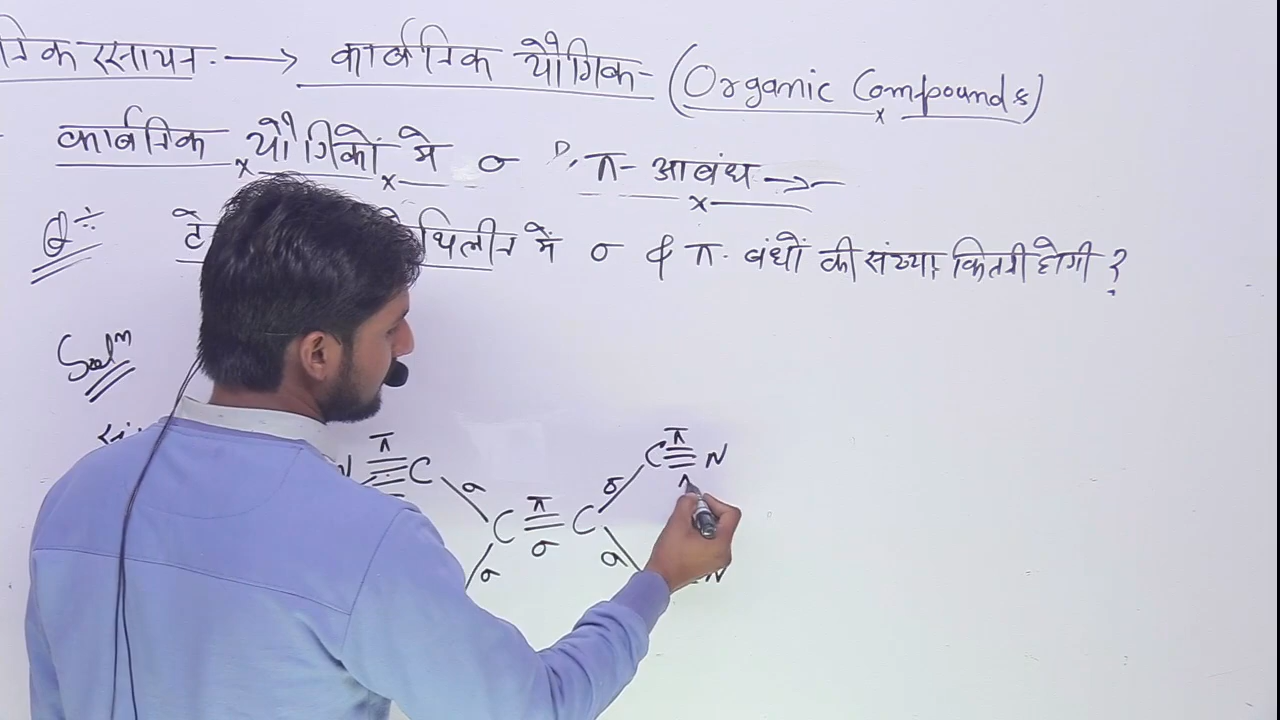 रसायन. → कार्बनिक यौगिक- (Organic Compounds)
कार्बनिक यौगिकों मे σ π- आबंध →
Q÷ थिलीन में σ & π- बंधों की संख्या कितनी होगी ?
Solⁿ
π π
C C ≡ N
σ π σ
C = C
σ σ σ
N